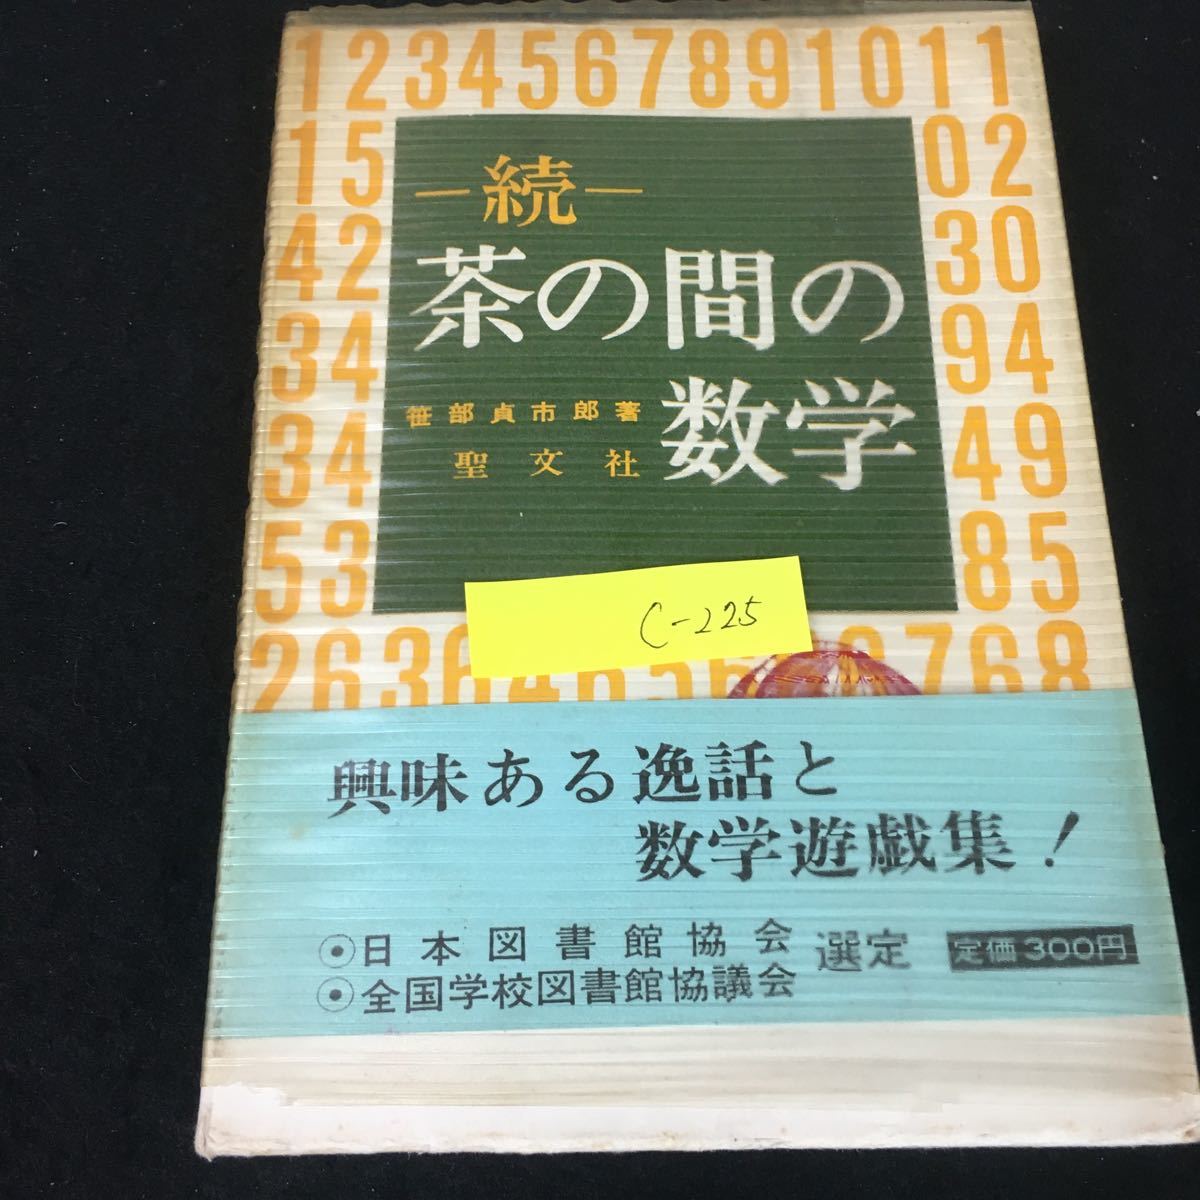 1234567891011
15 02
42 30
34 94
34 49
53 85
－続－
茶の間の
数学
笹部貞市郎著
聖文社
C-225
768
興味ある逸話と
数学遊戯集！
◉日本図書館協会
◉全国学校図書館協議会
選定
定価300円